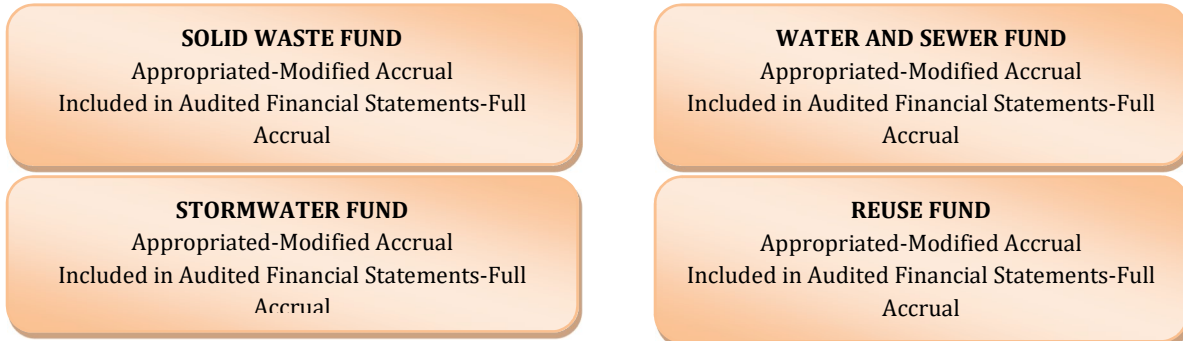 SOLID WASTE FUND
Appropriated-Modified Accrual
Included in Audited Financial Statements-Full
Accrual
WATER AND SEWER FUND
Appropriated-Modified Accrual
Included in Audited Financial Statements-Full
Accrual
STORMWATER FUND
Appropriated-Modified Accrual
Included in Audited Financial Statements-Full
Accrual
REUSE FUND
Appropriated-Modified Accrual
Included in Audited Financial Statements-Full
Accrual